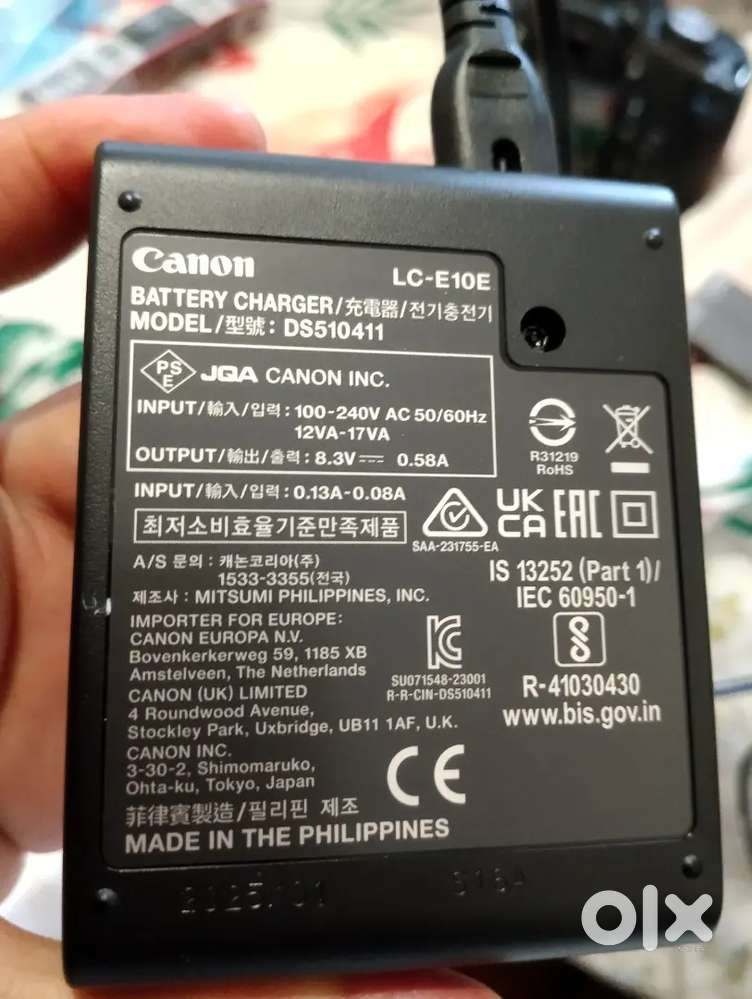 Canon
LC-E10E
BATTERY CHARGER/充電器/전기충전기
MODEL/型號: DS510411
PS
E
JQA CANON INC.
INPUT/輸入/입력: 100-240V AC 50/60Hz
12VA-17VA
OUTPUT/輸出/출력: 8.3V⎓ 0.58A
R31219
RoHS
INPUT/輸入/입력: 0.13A-0.08A
최저소비효율기준만족제품
SAA-231755-EA
UK
CA
EAC
A/S 문의: 캐논코리아(주)
1533-3355(전국)
제조사: MITSUMI PHILIPPINES, INC.
IS 13252 (Part 1)/
IEC 60950-1
IMPORTER FOR EUROPE:
CANON EUROPA N.V.
Bovenkerkerweg 59, 1185 XB
Amstelveen, The Netherlands
CANON (UK) LIMITED
4 Roundwood Avenue,
Stockley Park, Uxbridge, UB11 1AF, U.K.
CANON INC.
3-30-2, Shimomaruko,
Ohta-ku, Tokyo, Japan
SU071548-23001
R-R-CIN-DS510411
R-41030430
www.bis.gov.in
CE
菲律賓製造/필리핀 제조
MADE IN THE PHILIPPINES
2025/01
olx